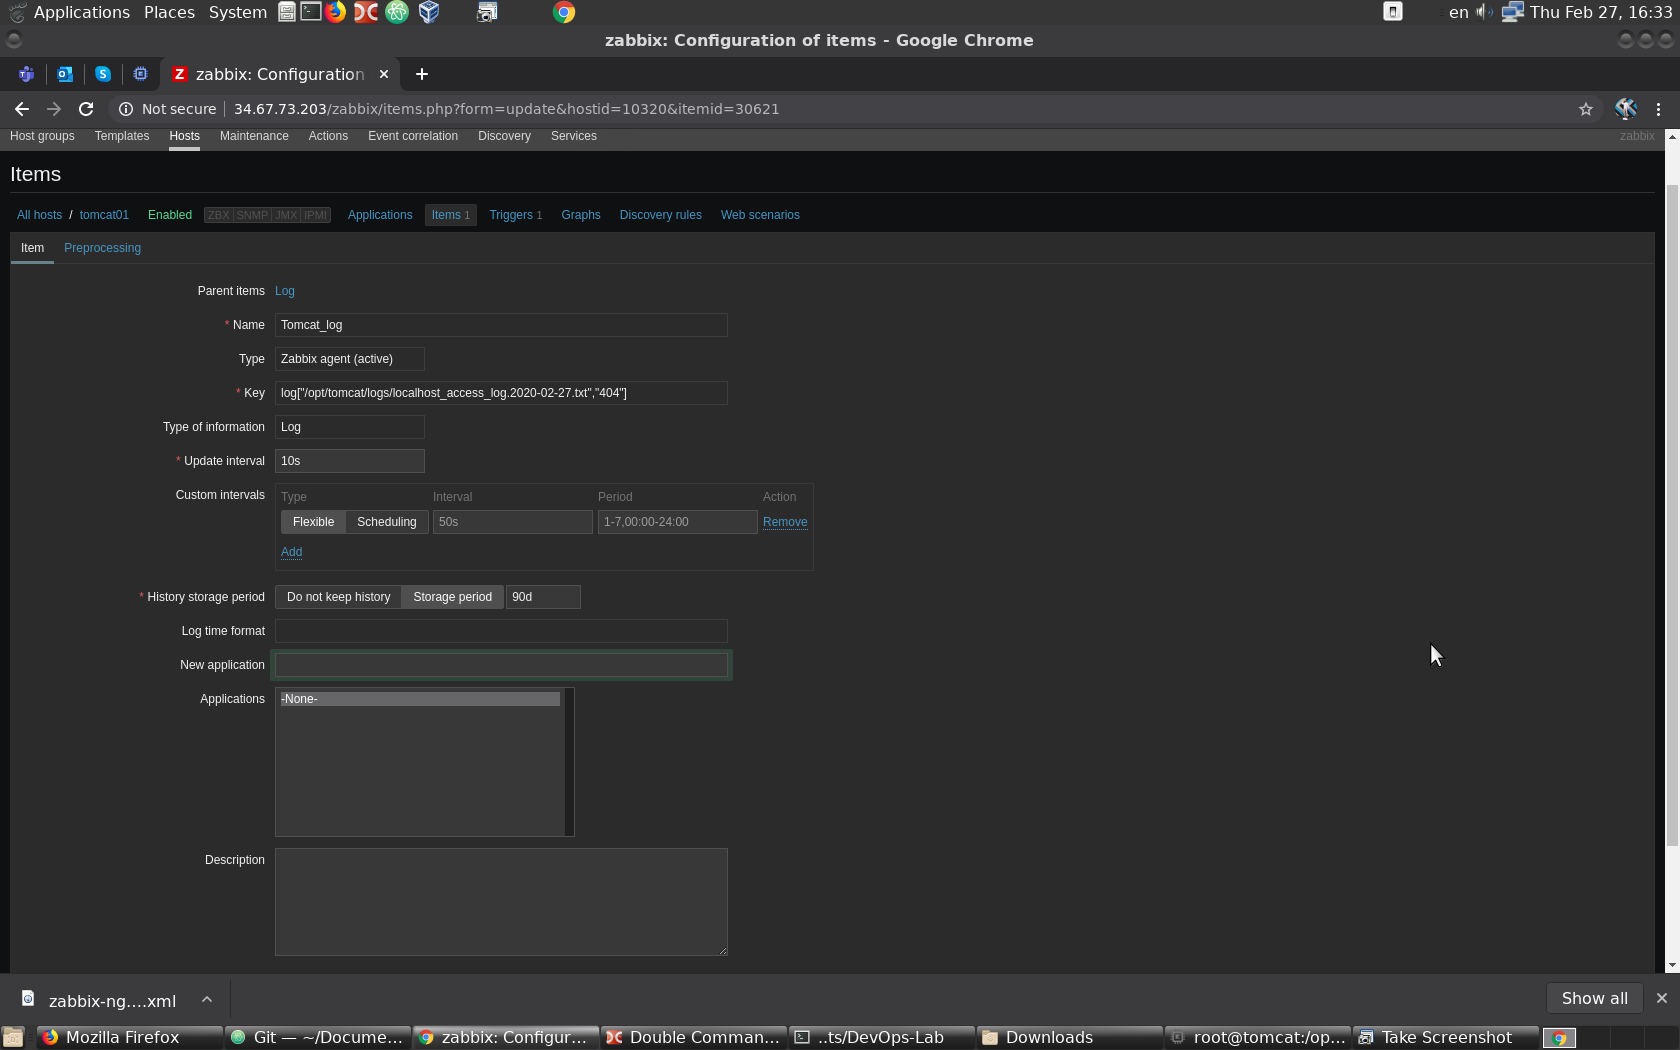 Applications Places System en Thu Feb 27, 16:33
zabbix: Configuration of items - Google Chrome
zabbix: Configuration
Not secure 34.67.73.203/zabbix/items.php?form=update&hostid=10320&itemid=30621
Host groups Templates Hosts Maintenance Actions Event correlation Discovery Services zabbix
Items
All hosts / tomcat01 Enabled ZBX SNMP JMX IPMI Applications Items 1 Triggers 1 Graphs Discovery rules Web scenarios
Item Preprocessing
Parent items Log
* Name Tomcat_log
Type Zabbix agent (active)
* Key log["/opt/tomcat/logs/localhost_access_log.2020-02-27.txt","404"]
Type of information Log
* Update interval 10s
Custom intervals Type Interval Period Action
Flexible Scheduling 50s 1-7,00:00-24:00 Remove
Add
* History storage period Do not keep history Storage period 90d
Log time format
New application
Applications -None-
Description
zabbix-ng....xml Show all
Mozilla Firefox Git — ~/Docume... zabbix: Configur... Double Comman... ..ts/DevOps-Lab Downloads root@tomcat:/op... Take Screenshot